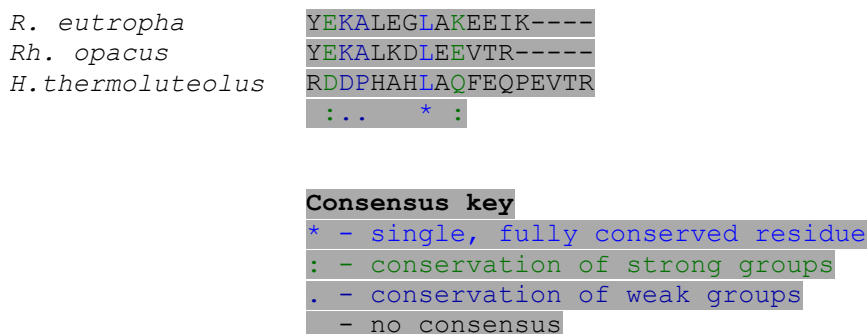 R. eutropha YEKALEGLAKEEIK----
Rh. opacus YEKALKDLEEVTR-----
H.thermoluteolus RDDPHAHLAQFEQPEVTR
 :.. * :
Consensus key
* - single, fully conserved residue
: - conservation of strong groups
. - conservation of weak groups
- no consensus